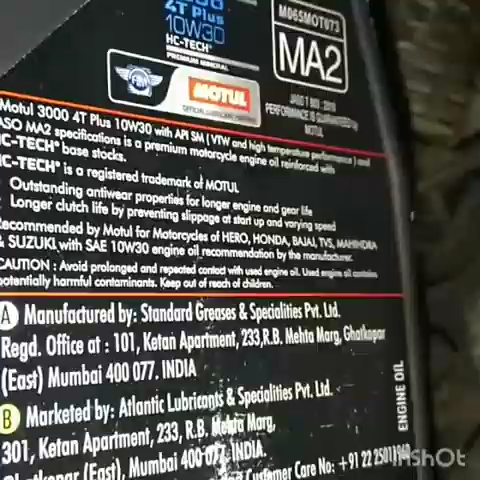 4T Plus
10W30
HC-TECH®
PREMIUM MINERAL
M065MOT073
MA2
JASO T 903 : 2016
PERFORMANCE IS GUARANTEED by
MOTUL
FIM
MOTUL
Motul 3000 4T Plus 10W30 with API SM ( VTW and high temperature performance ) and
JASO MA2 specifications is a premium motorcycle engine oil reinforced with
HC-TECH® base stocks.
HC-TECH® is a registered trademark of MOTUL
Outstanding antiwear properties for longer engine and gear life
Longer clutch life by preventing slippage at start up and varying speed
Recommended by Motul for Motorcycles of HERO, HONDA, BAJAJ, TVS, MAHINDRA
& SUZUKI with SAE 10W30 engine oil recommendation by the manufacturer.
CAUTION : Avoid prolonged and repeated contact with used engine oil. Used engine oil contains
potentially harmful contaminants. Keep out of reach of children.
A Manufactured by: Standard Greases & Specialities Pvt. Ltd.
Regd. Office at : 101, Ketan Apartment, 233,R.B. Mehta Marg, Ghatkopar
(East) Mumbai 400 077. INDIA
B Marketed by: Atlantic Lubricants & Specialities Pvt. Ltd.
301, Ketan Apartment, 233, R.B. Mehta Marg,
Ghatkopar (East), Mumbai 400 077, INDIA.
Customer Care No: +91 22
ENGINE OIL
InShot